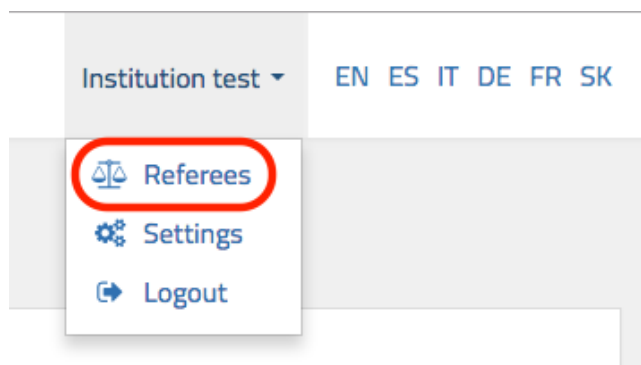 Institution test EN ES IT DE FR SK
Referees
Settings
Logout